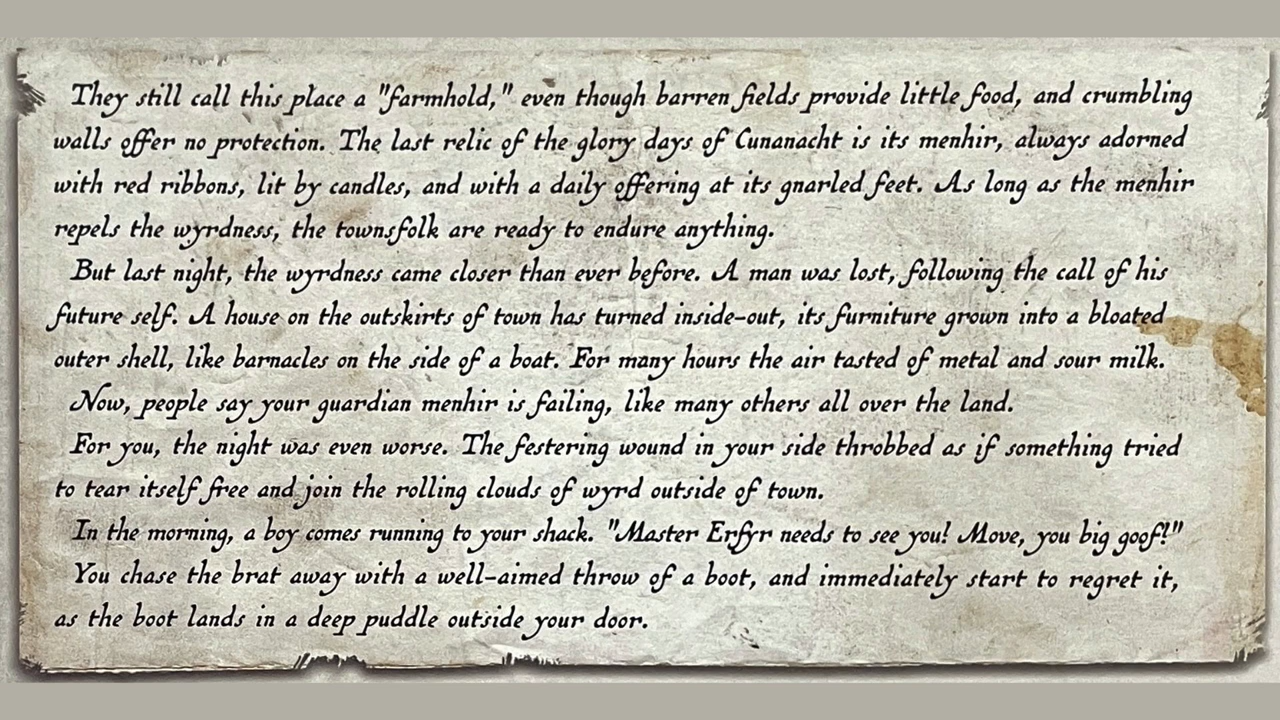 They still call this place a "farmhold," even though barren fields provide little food, and crumbling
walls offer no protection. The last relic of the glory days of Cunanacht is its menhir, always adorned
with red ribbons, lit by candles, and with a daily offering at its gnarled feet. As long as the menhir
repels the wyrdness, the townsfolk are ready to endure anything.
But last night, the wyrdness came closer than ever before. A man was lost, following the call of his
future self. A house on the outskirts of town has turned inside-out, its furniture grown into a bloated
outer shell, like barnacles on the side of a boat. For many hours the air tasted of metal and sour milk.
Now, people say your guardian menhir is failing, like many others all over the land.
For you, the night was even worse. The festering wound in your side throbbed as if something tried
to tear itself free and join the rolling clouds of wyrd outside of town.
In the morning, a boy comes running to your shack. "Master Erfyr needs to see you! Move, you big goof!"
You chase the brat away with a well-aimed throw of a boot, and immediately start to regret it,
as the boot lands in a deep puddle outside your door.